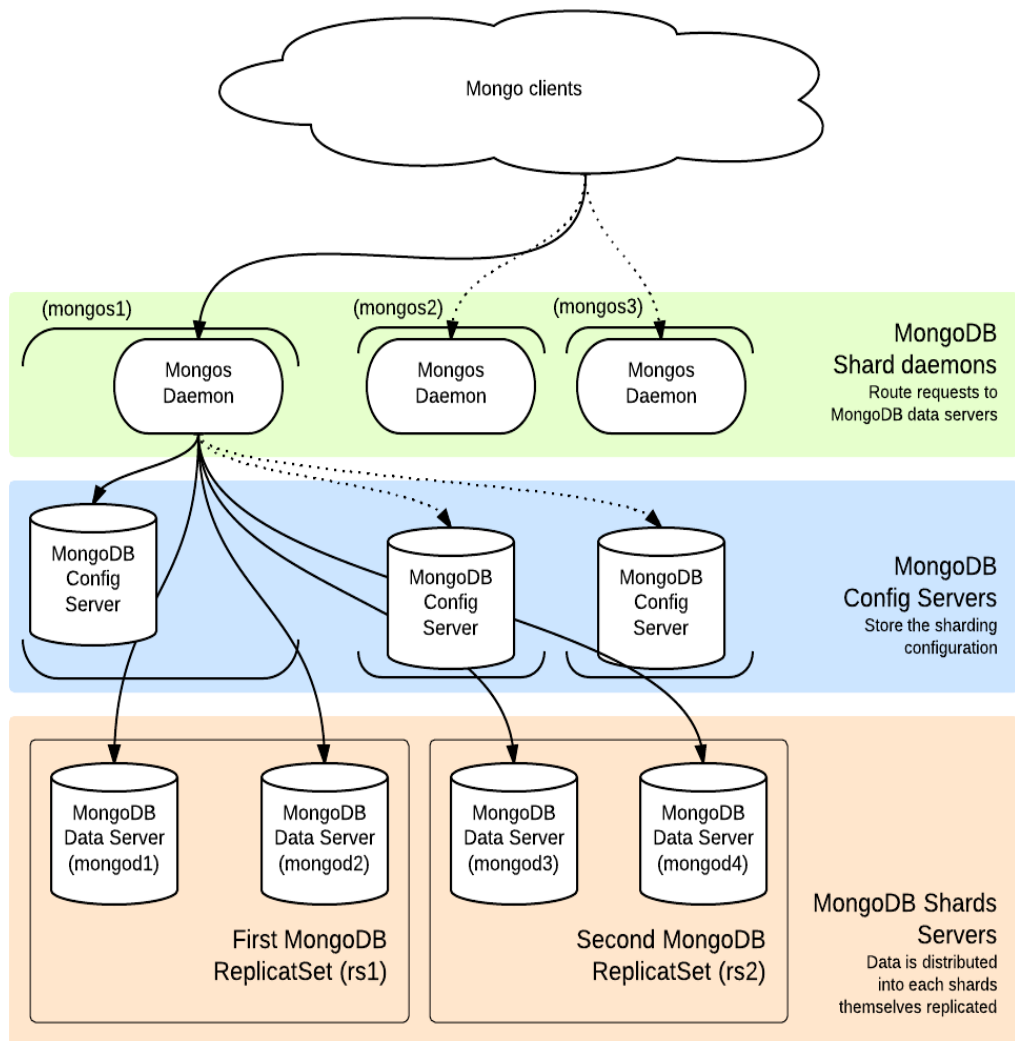 Mongo clients
(mongos1)
(mongos2)
(mongos3)
Mongos
Daemon
Mongos
Daemon
Mongos
Daemon
MongoDB
Shard daemons
Route requests to
MongoDB data servers
MongoDB
Config
Server
MongoDB
Config
Server
MongoDB
Config
Server
MongoDB
Config Servers
Store the sharding
configuration
MongoDB
Data Server
(mongod1)
MongoDB
Data Server
(mongod2)
First MongoDB
ReplicatSet (rs1)
MongoDB
Data Server
(mongod3)
MongoDB
Data Server
(mongod4)
Second MongoDB
ReplicatSet (rs2)
MongoDB Shards
Servers
Data is distributed
into each shards
themselves replicated